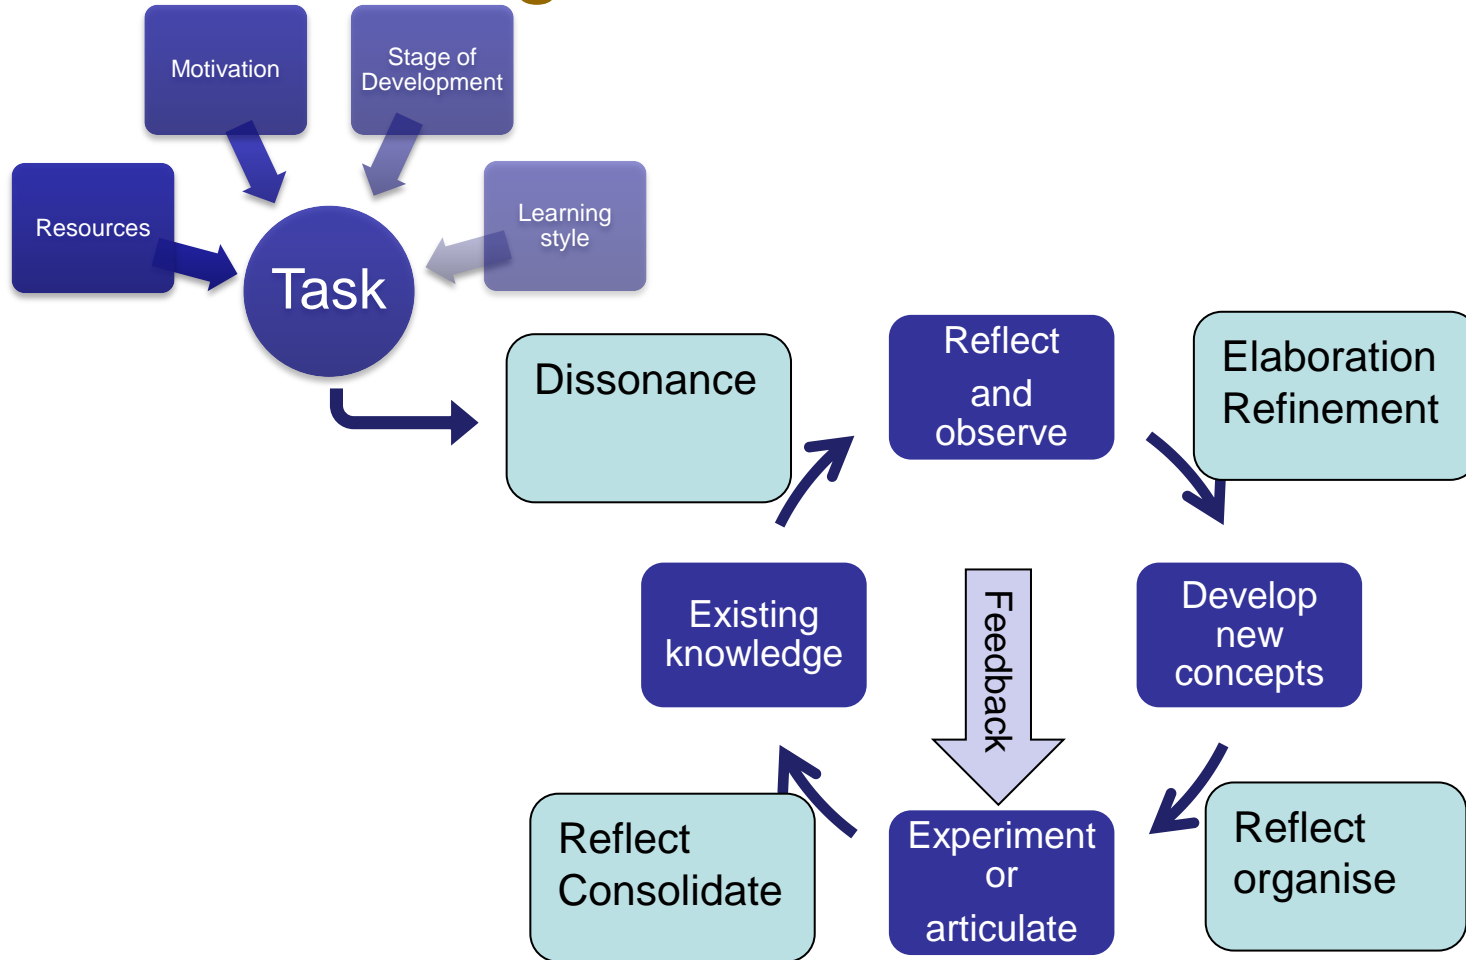 Motivation
Stage of
Development
Resources
Learning
style
Task
Dissonance
Reflect
and
observe
Elaboration
Refinement
Existing
knowledge
Feedback
Develop
new
concepts
Reflect
Consolidate
Experiment
or
articulate
Reflect
organise